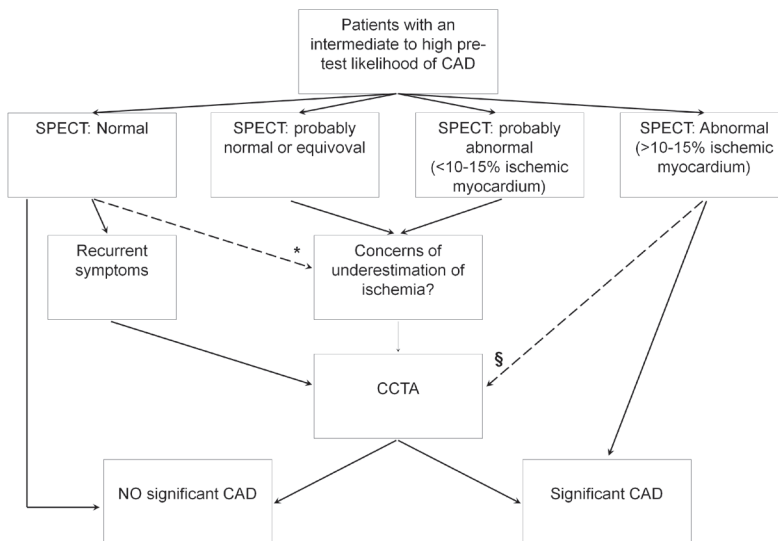 Patients with an
intermediate to high pre-
test likelihood of CAD
SPECT: Normal
SPECT: probably
normal or equivoval
SPECT: probably
abnormal
(<10-15% ischemic
myocardium)
SPECT: Abnormal
(>10-15% ischemic
myocardium)
Recurrent
symptoms
*
Concerns of
underestimation of
ischemia?
§
CCTA
NO significant CAD
Significant CAD